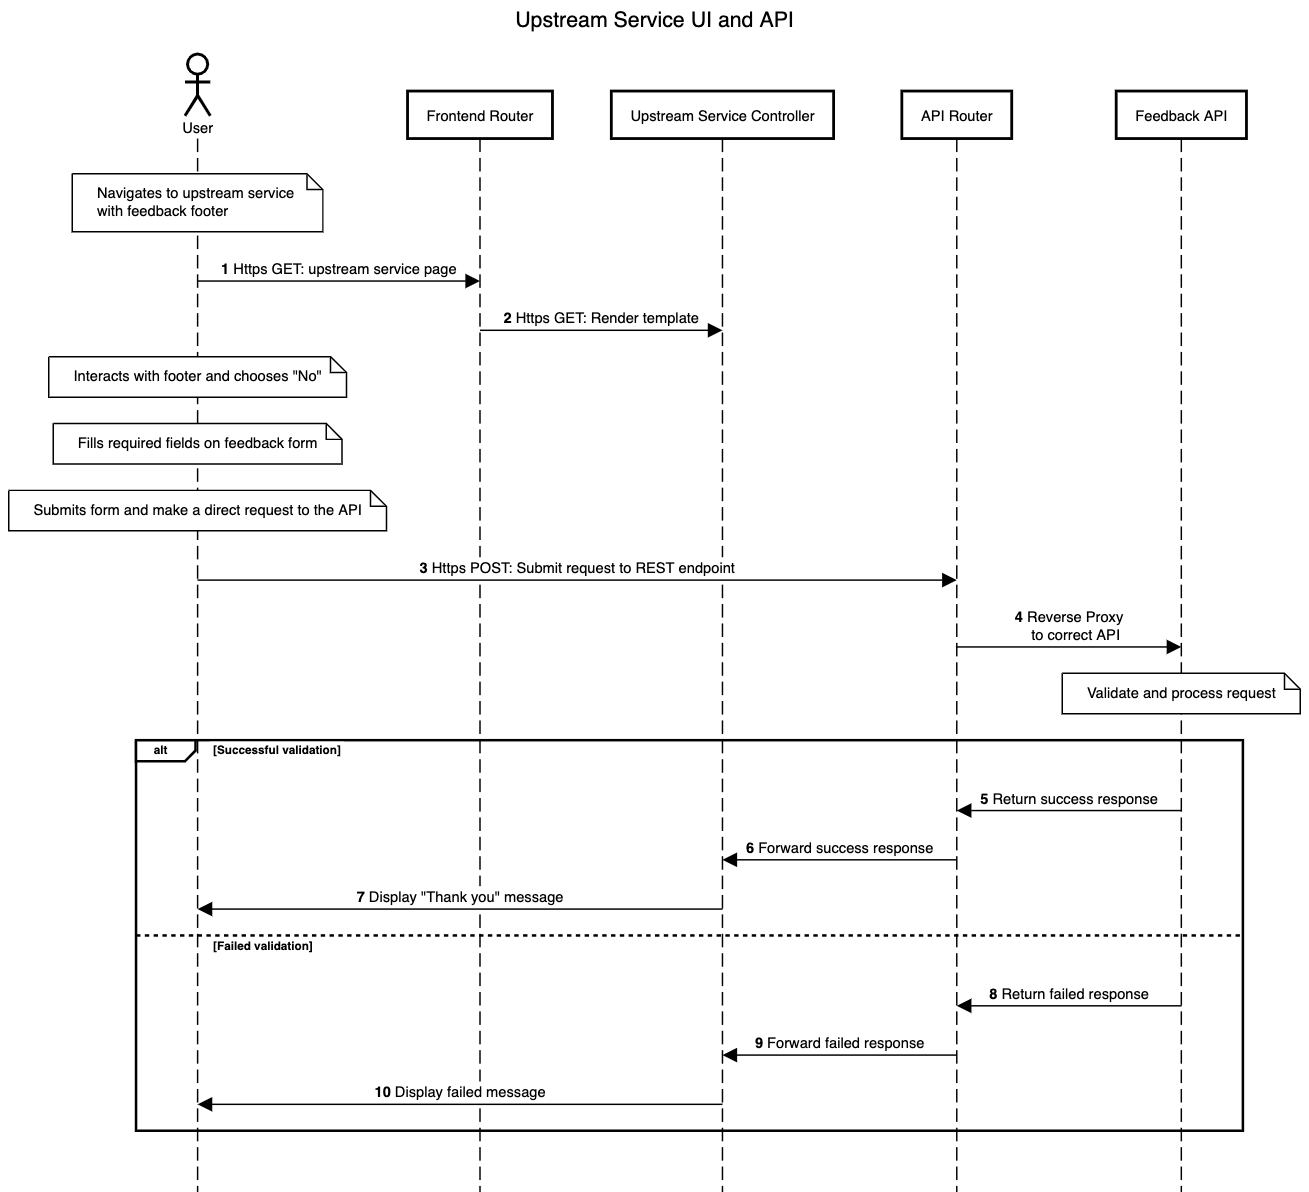 Upstream Service UI and API
User
Frontend Router
Upstream Service Controller
API Router
Feedback API
Navigates to upstream service
with feedback footer
1 Https GET: upstream service page
2 Https GET: Render template
Interacts with footer and chooses "No"
Fills required fields on feedback form
Submits form and make a direct request to the API
3 Https POST: Submit request to REST endpoint
4 Reverse Proxy
to correct API
Validate and process request
alt
[Successful validation]
5 Return success response
6 Forward success response
7 Display "Thank you" message
[Failed validation]
8 Return failed response
9 Forward failed response
10 Display failed message